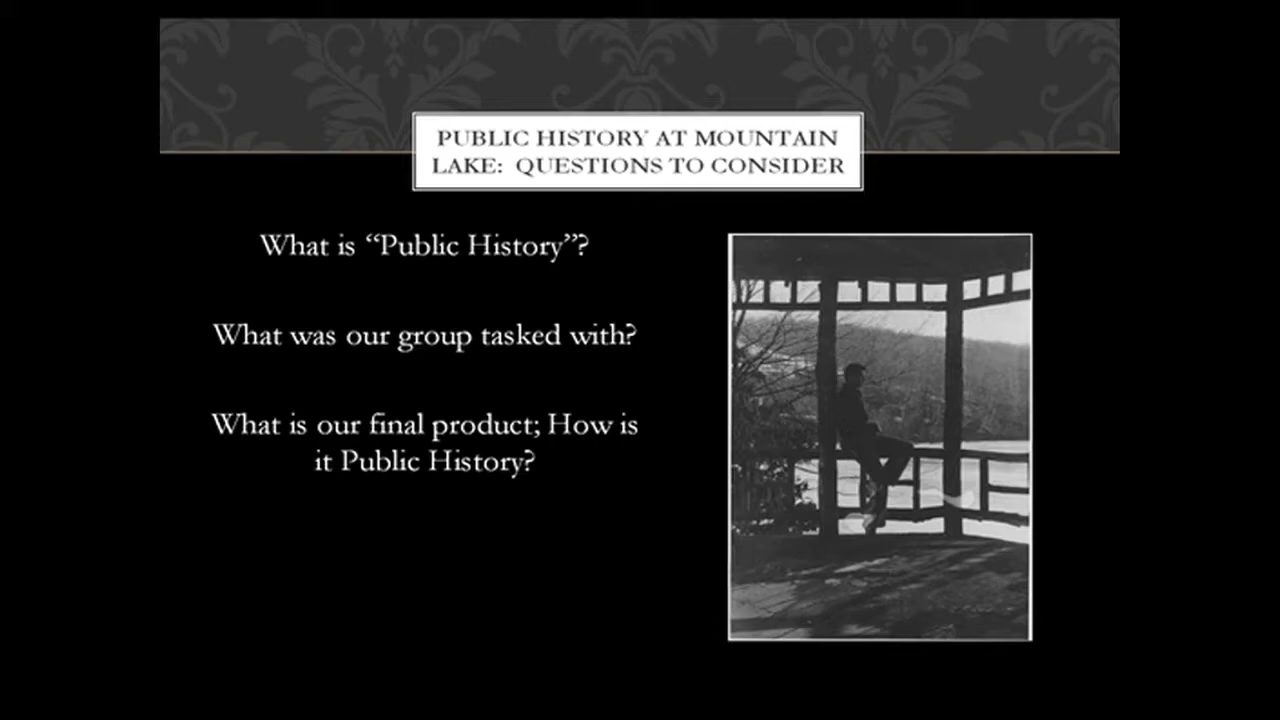 PUBLIC HISTORY AT MOUNTAIN
LAKE: QUESTIONS TO CONSIDER
What is “Public History”?
What was our group tasked with?
What is our final product; How is
it Public History?